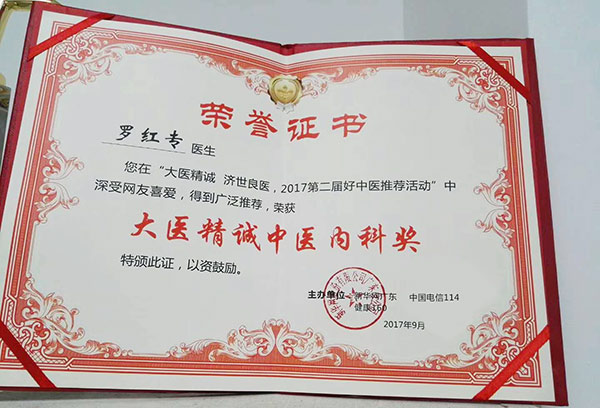 荣誉证书
罗红专 医生
您在“大医精诚 济世良医，2017第二届好中医推荐活动”中
深受网友喜爱，得到广泛推荐，荣获
大医精诚中医内科奖
特颁此证，以资鼓励。
主办单位 清华网广东 中国电信114
健康160
2017年9月